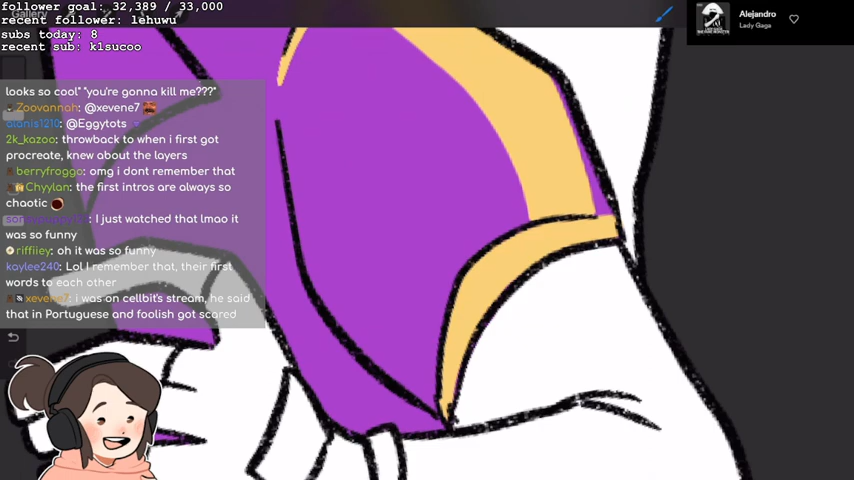 Gallery
follower goal: 32,389 / 33,000
recent follower: lehuwu
subs today: 8
recent sub: k1sucoo
Alejandro
Lady Gaga
looks so cool" "you're gonna kill me???"
Zoovannah: @xevene7
alanis1210: @Eggytots
2k_kazoo: throwback to when i first got
procreate, knew about the layers
berryfroggo: omg i dont remember that
Chyylan: the first intros are always so
chaotic
: I just watched that lmao it
was so funny
riffiiey: oh it was so funny
kaylee240: Lol I remember that, their first
words to each other
xevene7: i was on cellbit's stream, he said
that in Portuguese and foolish got scared